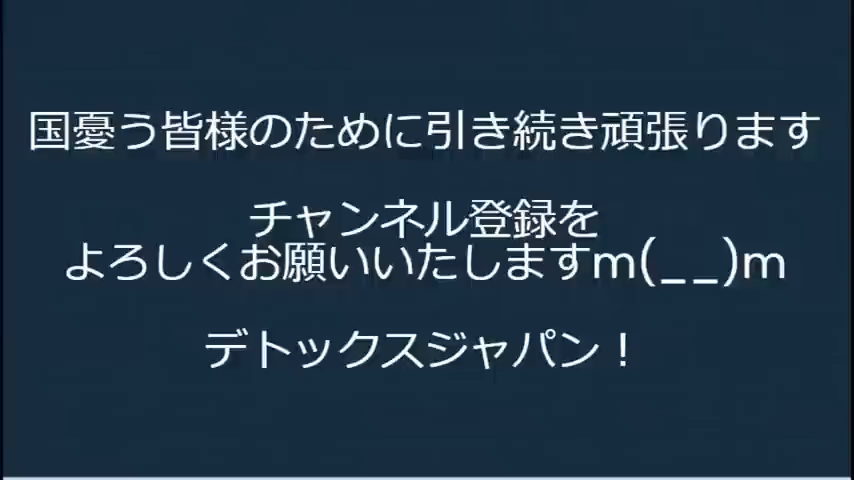 国憂う皆様のために引き続き頑張ります
チャンネル登録を
よろしくお願いいたしますm(__)m
デトックスジャパン！